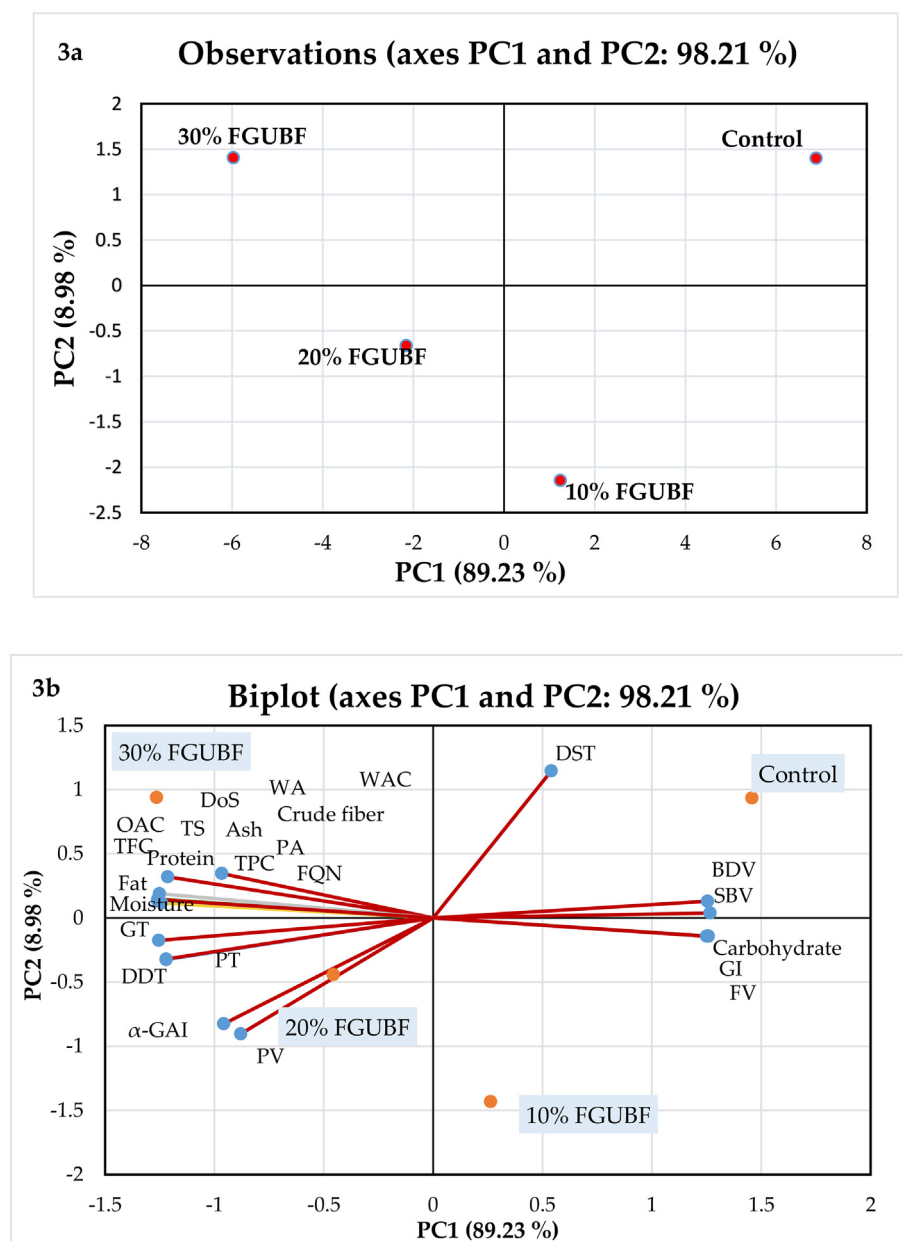 3a
Observations (axes PC1 and PC2: 98.21 %)
2
30% FGUBF
Control
1.5
1
0.5
0
-0.5
20% FGUBF
-1
-1.5
-2
10% FGUBF
-2.5
PC2 (8.98 %)
-8 -6 -4 -2 0 2 4 6 8
PC1 (89.23 %)
3b
Biplot (axes PC1 and PC2: 98.21 %)
1.5
30% FGUBF
DST
WAC
Control
1
WA
DoS
Crude fiber
OAC
TS
Ash
TFC
PA
0.5
Protein
TPC
FQN
BDV
Fat
SBV
Moisture
0
GT
Carbohydrate
PT
GI
DDT
-0.5
FV
α-GAI
20% FGUBF
-1
PV
-1.5
10% FGUBF
-2
PC2 (8.98 %)
-1.5 -1 -0.5 0 0.5 1 1.5 2
PC1 (89.23 %)